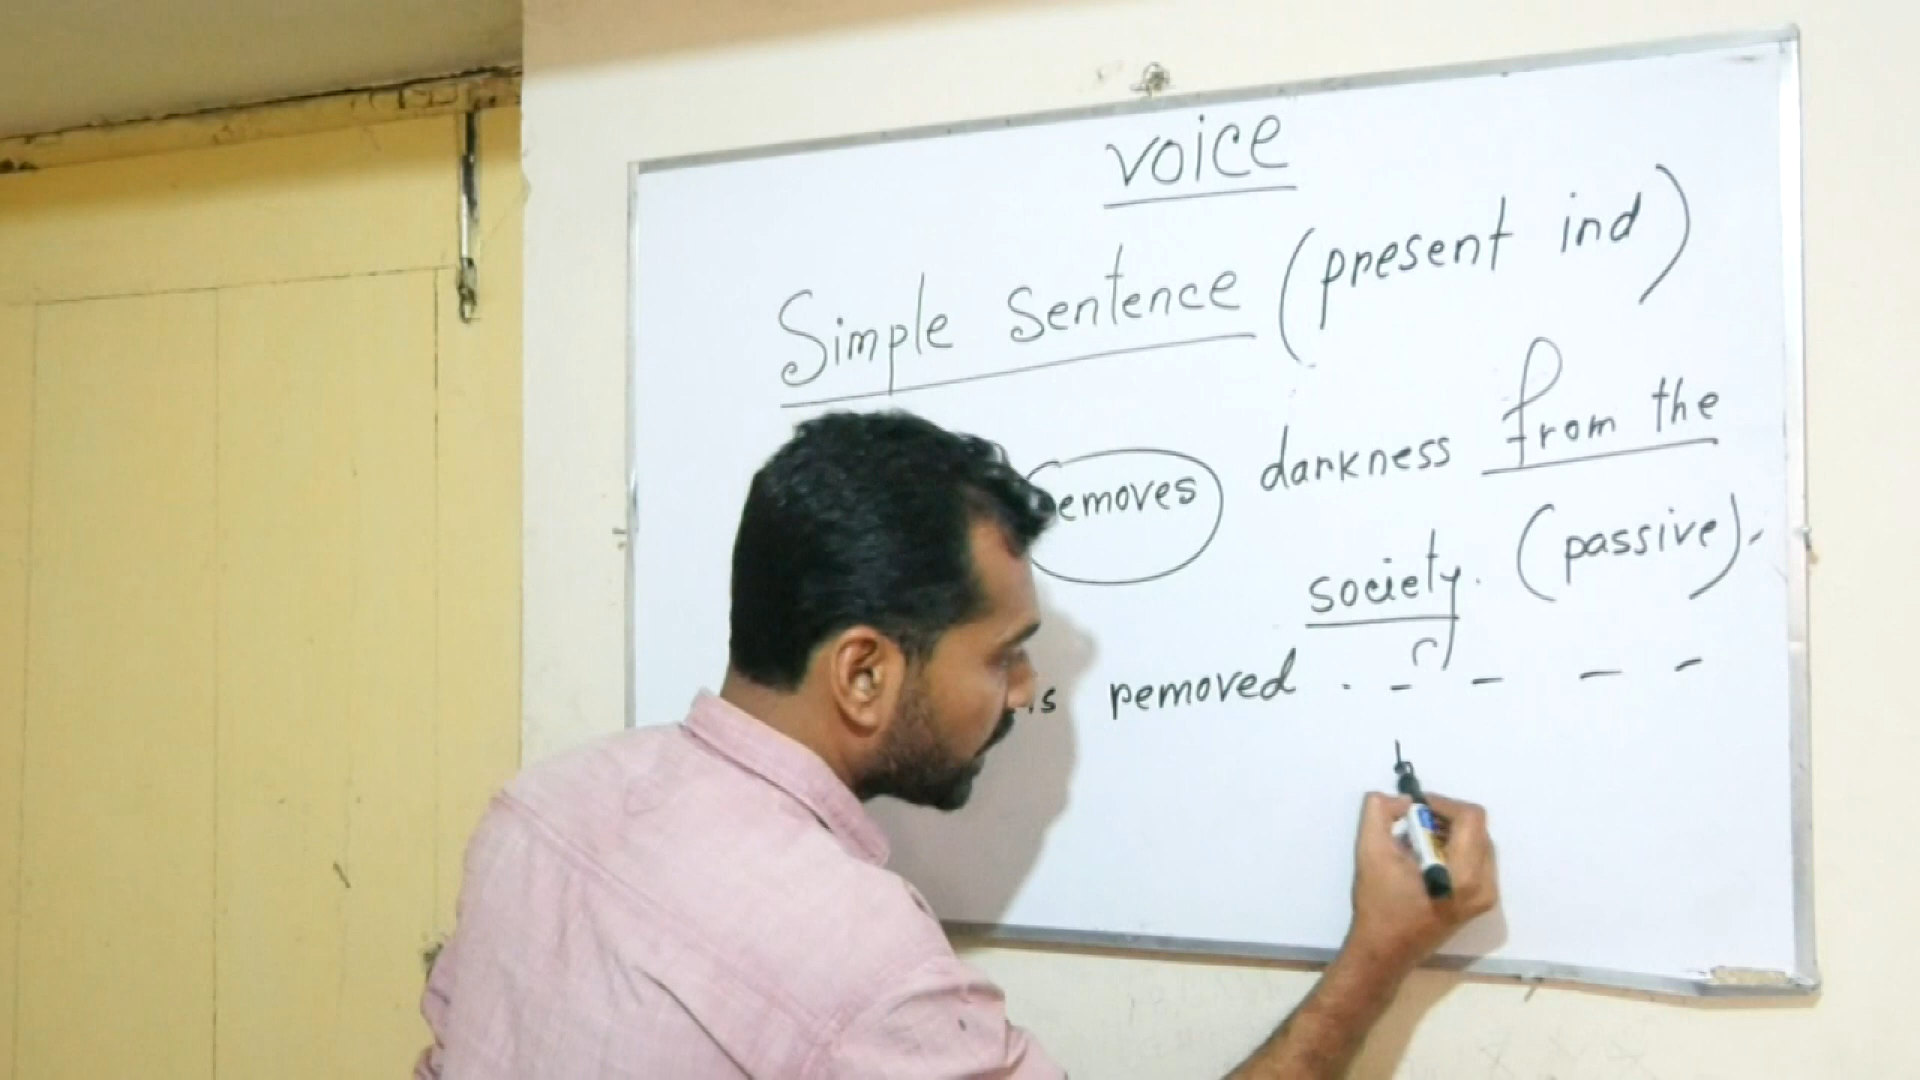 voice
Simple Sentence (present ind)
removes darkness from the
society. (passive).
is removed . - - - -